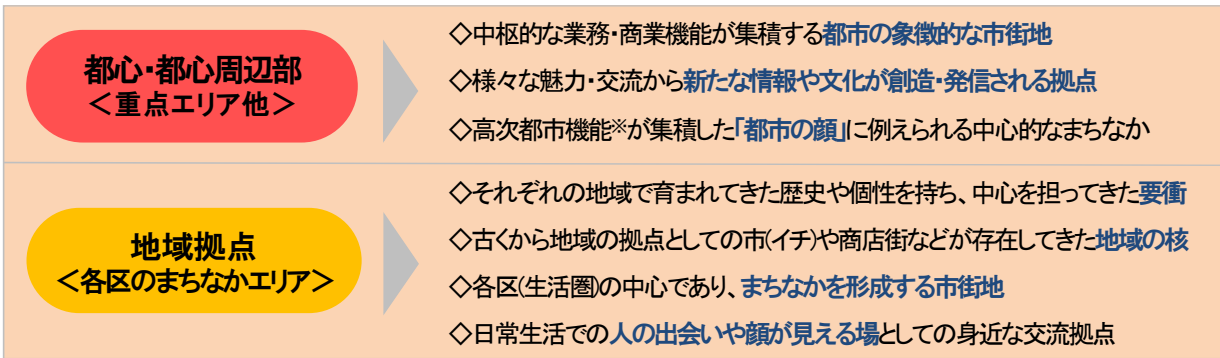 都心・都心周辺部
＜重点エリア他＞
◇中枢的な業務・商業機能が集積する都市の象徴的な市街地
◇様々な魅力・交流から新たな情報や文化が創造・発信される拠点
◇高次都市機能※が集積した「都市の顔」に例えられる中心的なまちなか
地域拠点
＜各区のまちなかエリア＞
◇それぞれの地域で育まれてきた歴史や個性を持ち、中心を担ってきた要衝
◇古くから地域の拠点としての市(イチ)や商店街などが存在してきた地域の核
◇各区(生活圏)の中心であり、まちなかを形成する市街地
◇日常生活での人の出会いや顔が見える場としての身近な交流拠点